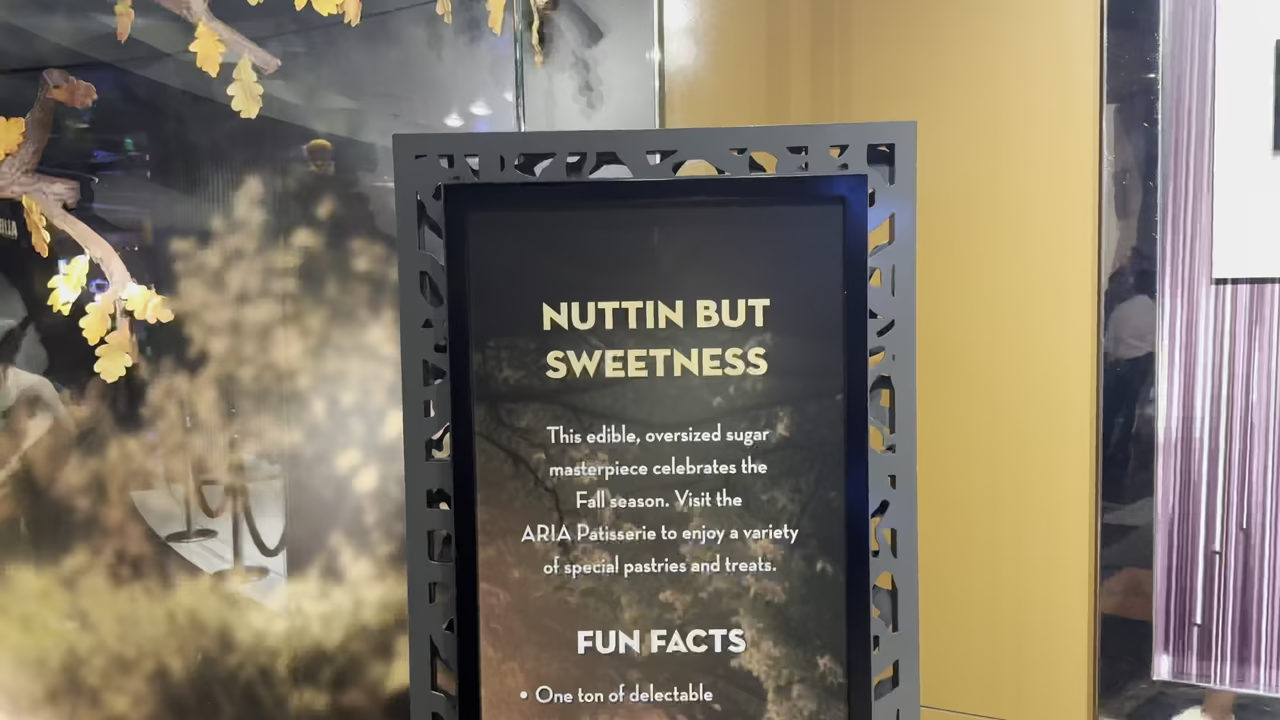 NUTTIN BUT
SWEETNESS
This edible, oversized sugar
masterpiece celebrates the
Fall season. Visit the
ARIA Patisserie to enjoy a variety
of special pastries and treats.
FUN FACTS
• One ton of delectable